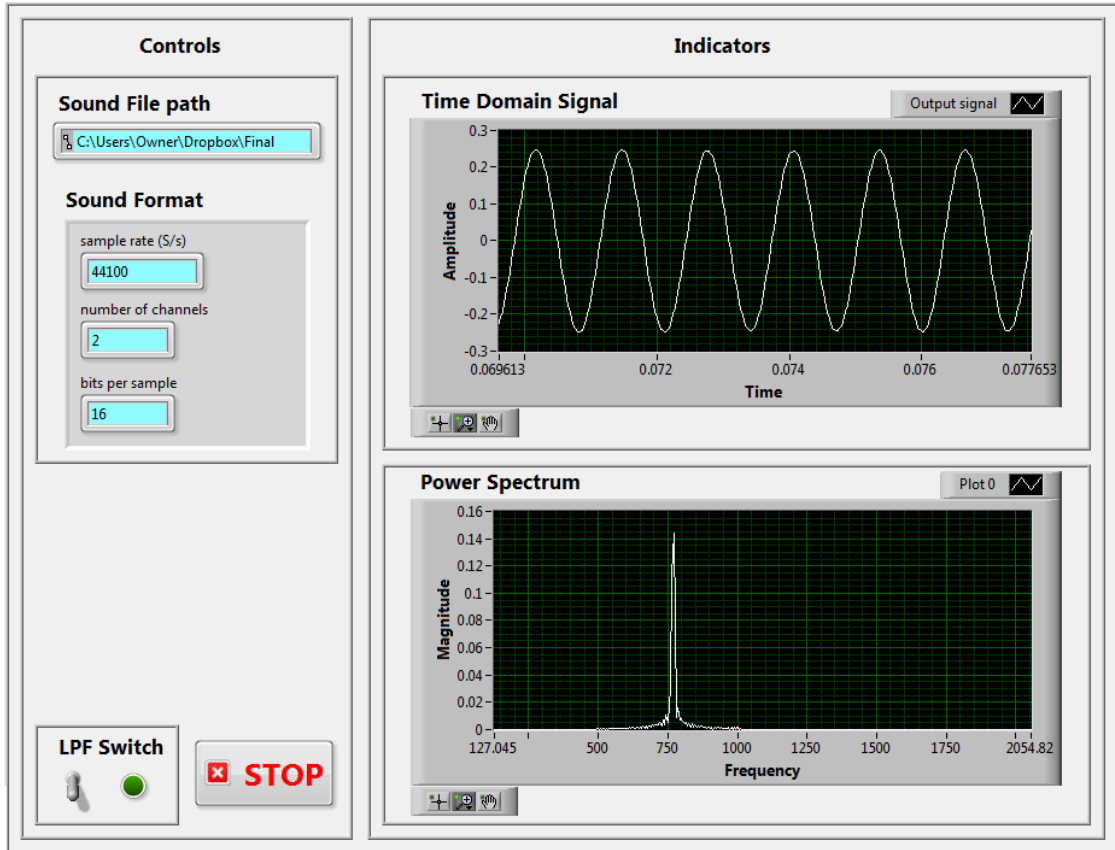 Controls
Sound File path
C:\Users\Owner\Dropbox\Final
Sound Format
sample rate (S/s)
44100
number of channels
2
bits per sample
16
LPF Switch
STOP
Indicators
Time Domain Signal
Output signal
0.3
0.2
0.1
0
-0.1
-0.2
-0.3
Amplitude
0.069613 0.072 0.074 0.076 0.077653
Time
Power Spectrum
Plot 0
0.16
0.14
0.12
0.1
0.08
0.06
0.04
0.02
0
Magnitude
127.045 500 750 1000 1250 1500 1750 2054.82
Frequency